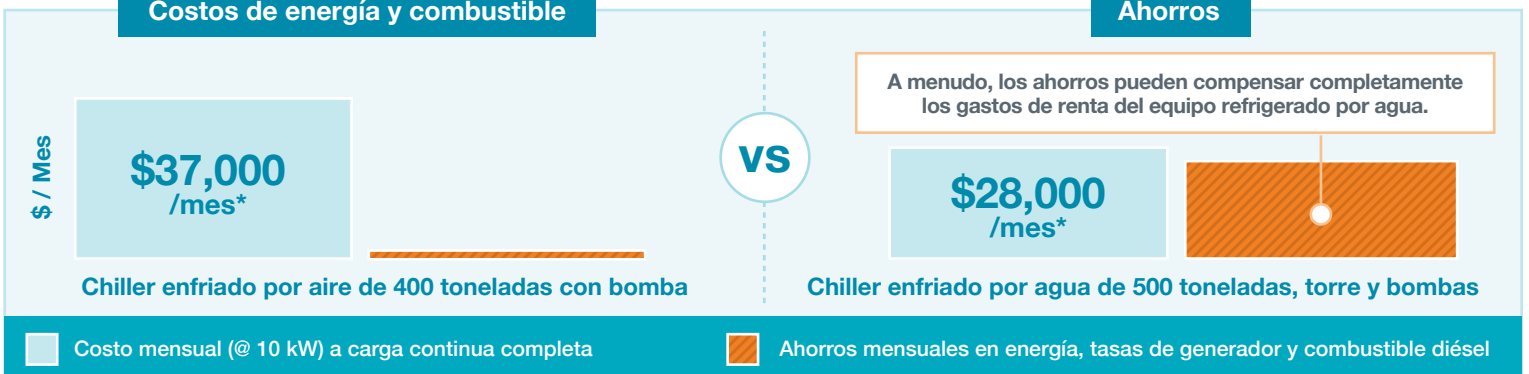 Costos de energía y combustible
Ahorros
A menudo, los ahorros pueden compensar completamente
los gastos de renta del equipo refrigerado por agua.
$ / Mes
$37,000
/mes*
vs
$28,000
/mes*
Chiller enfriado por aire de 400 toneladas con bomba
Chiller enfriado por agua de 500 toneladas, torre y bombas
Costo mensual (@ 10 kW) a carga continua completa
Ahorros mensuales en energía, tasas de generador y combustible diésel